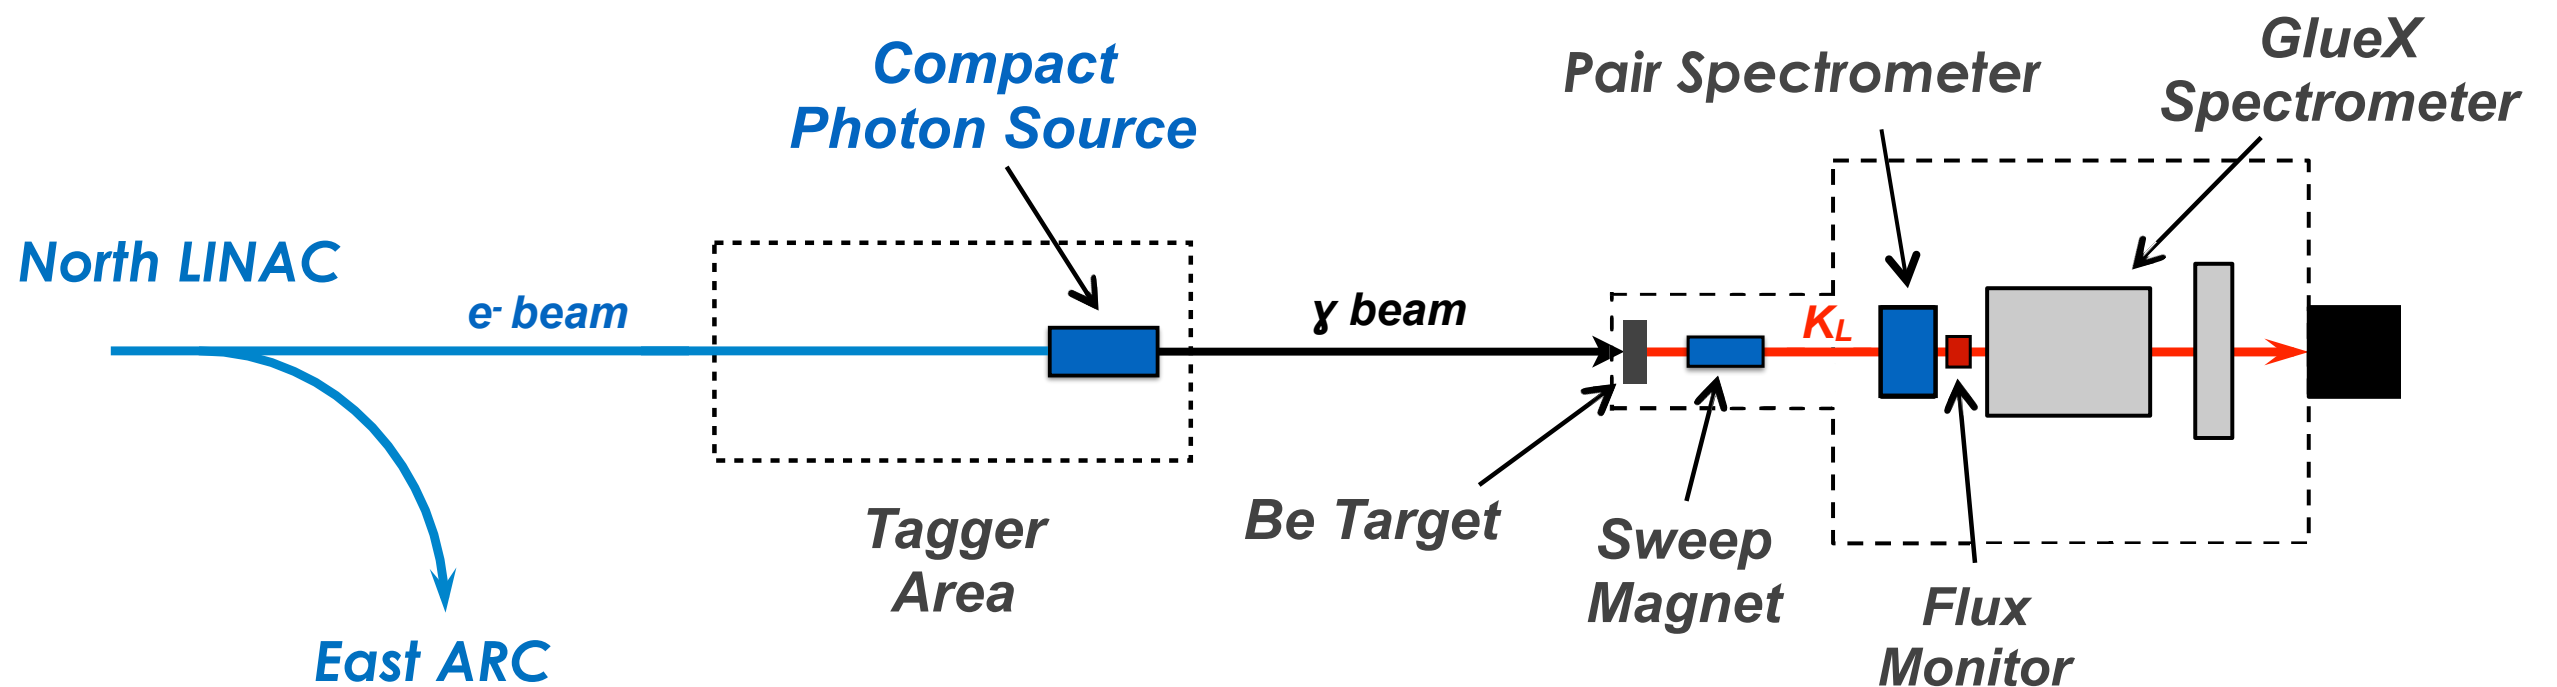 Compact
Photon Source
Pair Spectrometer
GlueX
Spectrometer
North LINAC
e- beam
ɣ beam
KL
Tagger
Area
Be Target
Sweep
Magnet
Flux
Monitor
East ARC